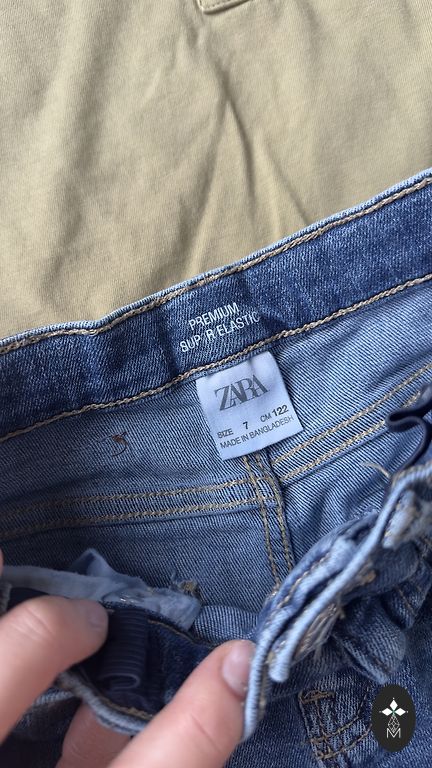 PREMIUM
SUPER ELASTIC
ZARA
SIZE 7 CM 122
MADE IN BANGLADESH